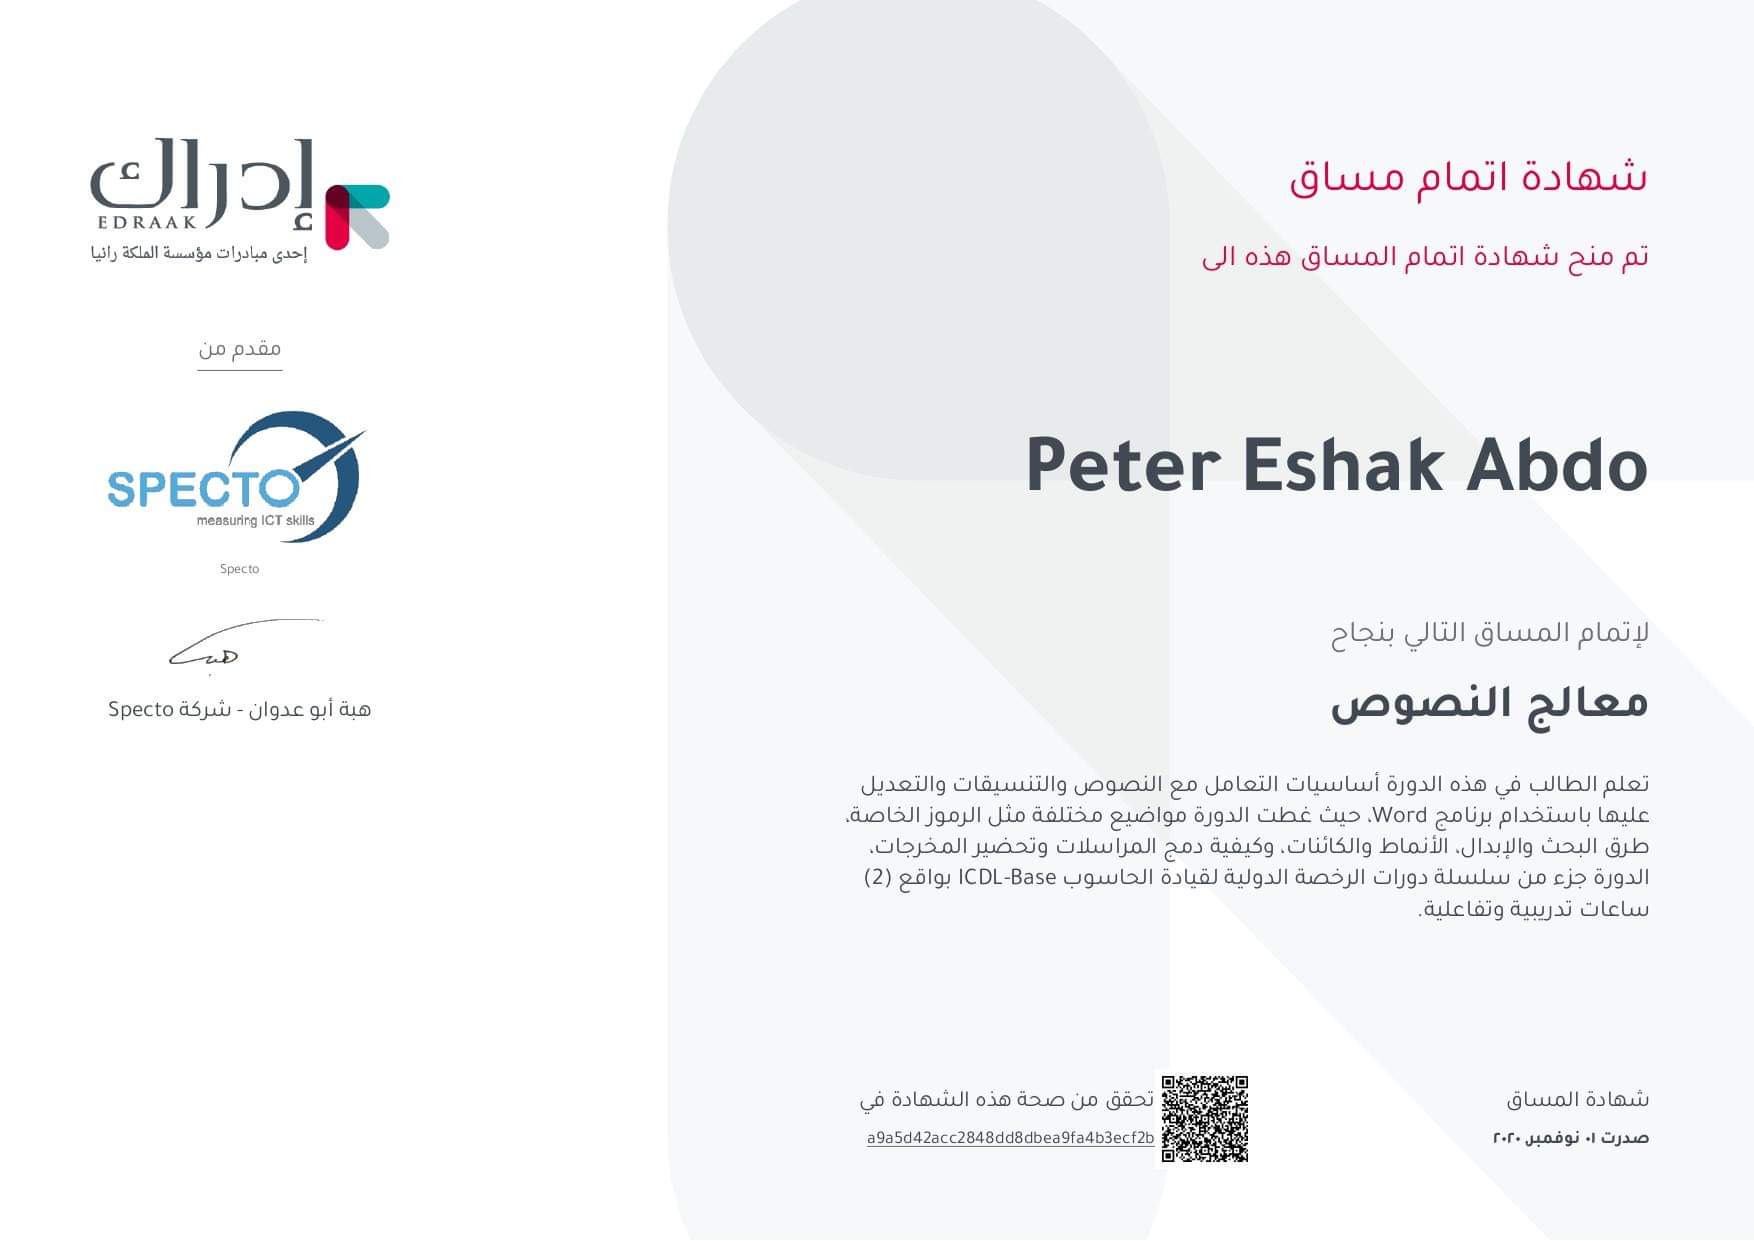 شهادة اتمام مساق
تم منح شهادة اتمام المساق هذه الى
Peter Eshak Abdo
لإتمام المساق التالي بنجاح
معالج النصوص
تعلم الطالب في هذه الدورة أساسيات التعامل مع النصوص والتنسيقات والتعديل
عليها باستخدام برنامج Word، حيث غطت الدورة مواضيع مختلفة مثل الرموز الخاصة،
طرق البحث والإبدال، الأنماط والكائنات، وكيفية دمج المراسلات وتحضير المخرجات،
الدورة جزء من سلسلة دورات الرخصة الدولية لقيادة الحاسوب ICDL-Base بواقع (2)
ساعات تدريبية وتفاعلية.
شهادة المساق
صدرت ٠١ نوفمبر, ٢٠٢٠
تحقق من صحة هذه الشهادة في
a9a5d42acc2848dd8dbea9fa4b3ecf2b
إدراك
EDRAAK
إحدى مبادرات مؤسسة الملكة رانيا
مقدم من
SPECTO
measuring ICT skills
Specto
هبة
هبة أبو عدوان - شركة Specto